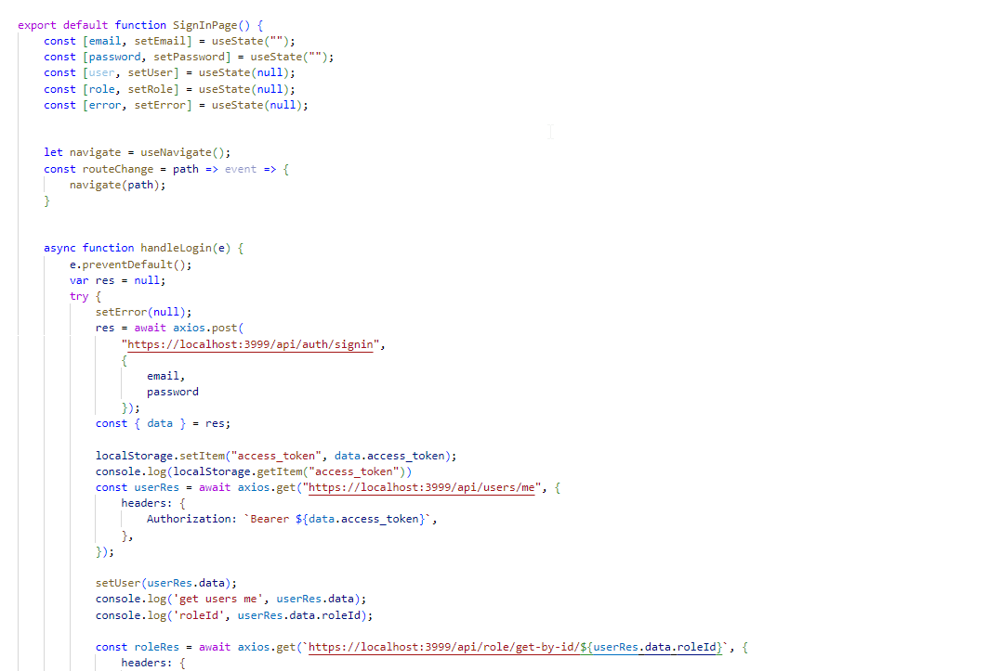 export default function SignInPage() {
const [email, setEmail] = useState("");
const [password, setPassword] = useState("");
const [user, setUser] = useState(null);
const [role, setRole] = useState(null);
const [error, setError] = useState(null);
let navigate = useNavigate();
const routeChange = path => event => {
navigate(path);
}
async function handleLogin(e) {
e.preventDefault();
var res = null;
try {
setError(null);
res = await axios.post(
"https://localhost:3999/api/auth/signin",
{
email,
password
});
const { data } = res;
localStorage.setItem("access_token", data.access_token);
console.log(localStorage.getItem("access_token"))
const userRes = await axios.get("https://localhost:3999/api/users/me", {
headers: {
Authorization: `Bearer ${data.access_token}`,
},
});
setUser(userRes.data);
console.log('get users me', userRes.data);
console.log('roleId', userRes.data.roleId);
const roleRes = await axios.get(`https://localhost:3999/api/role/get-by-id/${userRes.data.roleId}`, {
headers: {